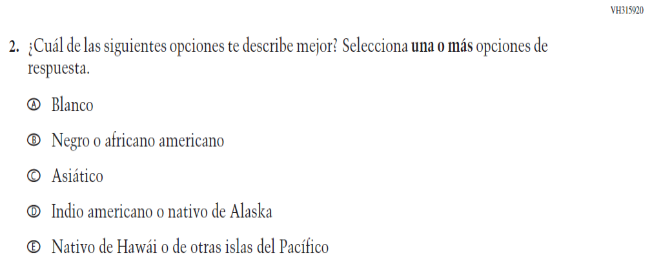 VH315920
2. ¿Cuál de las siguientes opciones te describe mejor? Selecciona una o más opciones de
respuesta.
A Blanco
B Negro o africano americano
C Asiático
D Indio americano o nativo de Alaska
E Nativo de Hawái o de otras islas del Pacífico